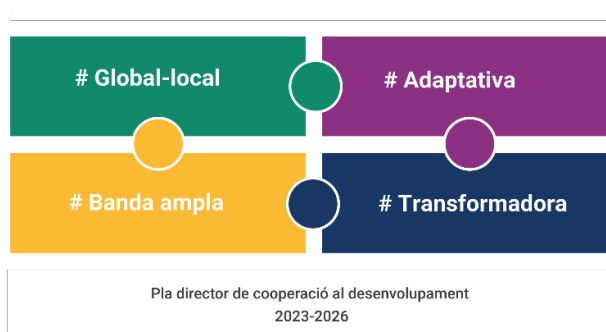 # Global-local
# Adaptativa
# Banda ampla
# Transformadora
Pla director de cooperació al desenvolupament
2023-2026